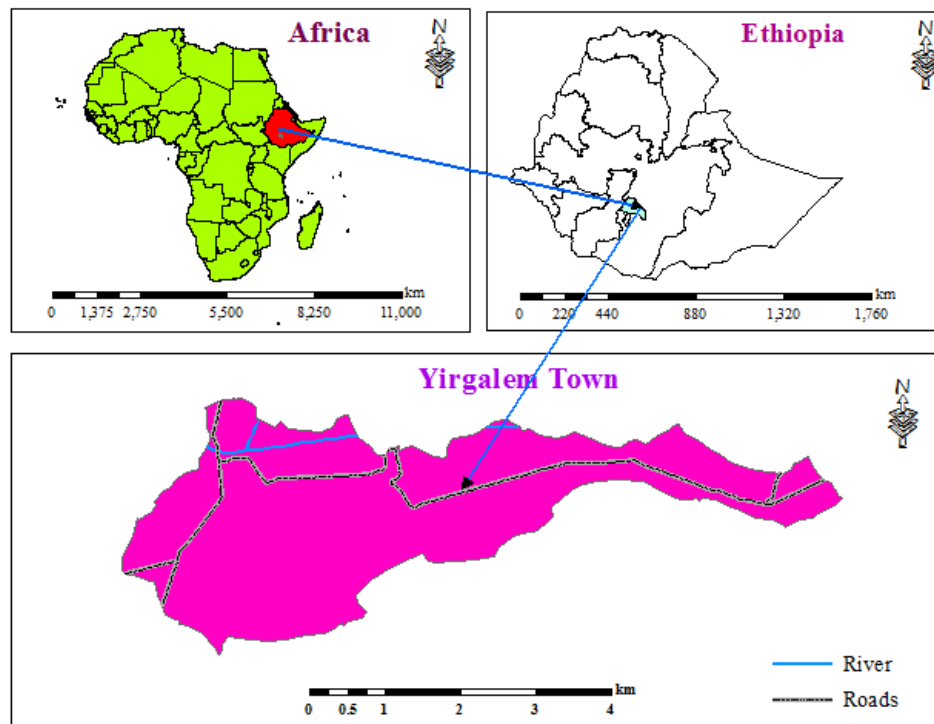 Africa
N
km
0 1,375 2,750 5,500 8,250 11,000
Ethiopia
N
km
0 220 440 880 1,320 1,760
Yirgalem Town
N
River
Roads
km
0 0.5 1 2 3 4